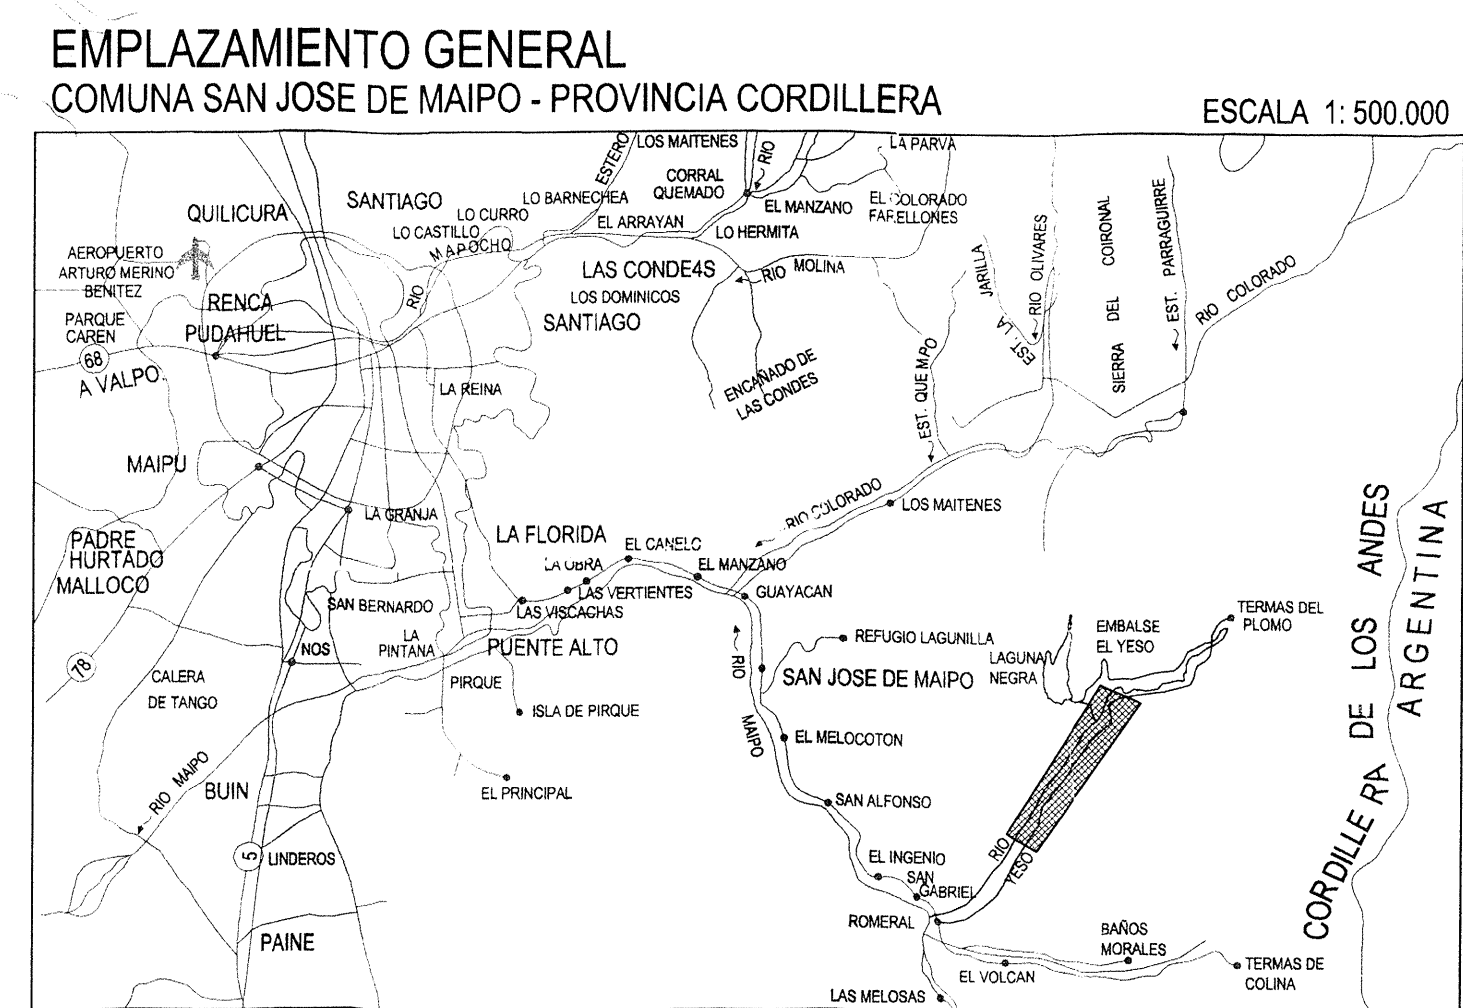 EMPLAZAMIENTO GENERAL
COMUNA SAN JOSE DE MAIPO - PROVINCIA CORDILLERA
ESCALA 1: 500.000
ESTERO
LOS MAITENES
RIO
LA PARVA
CORRAL
QUEMADO
SANTIAGO
QUILICURA
LO BARNECHEA
LO CURRO
LO CASTILLO
MAPOCHO
EL ARRAYAN
EL MANZANO
LO HERMITA
EL COLORADO
FARELLONES
AEROPUERTO
ARTURO MERINO
BENITEZ
RIO
LAS CONDE4S
LOS DOMINICOS
SANTIAGO
RIO MOLINA
JARILLA
EST. LA
RIO OLIVARES
SIERRA DEL COIRONAL
EST. PARRAGUIRRE
RIO COLORADO
RENCA
PUDAHUEL
PARQUE
CAREN
68
A VALPO.
LA REINA
ENCAÑADO DE
LAS CONDES
EST. QUEMPO
MAIPU
LA GRANJA
RIO COLORADO
LOS MAITENES
PADRE
HURTADO
MALLOCO
LA FLORIDA
EL CANELO
LA OBRA
EL MANZANO
LAS VERTIENTES
GUAYACAN
LAS VISCACHAS
SAN BERNARDO
LA
PINTANA
PUENTE ALTO
NOS
78
CALERA
DE TANGO
PIRQUE
ISLA DE PIRQUE
EL PRINCIPAL
RIO
MAIPO
REFUGIO LAGUNILLA
SAN JOSE DE MAIPO
LAGUNA
NEGRA
EMBALSE
EL YESO
TERMAS DEL
PLOMO
EL MELOCOTON
SAN ALFONSO
RIO MAIPO
BUIN
5
LINDEROS
PAINE
EL INGENIO
SAN
GABRIEL
RIO
YESO
ROMERAL
BAÑOS
MORALES
EL VOLCAN
TERMAS DE
COLINA
LAS MELOSAS
CORDILLERA DE LOS ANDES
ARGENTINA